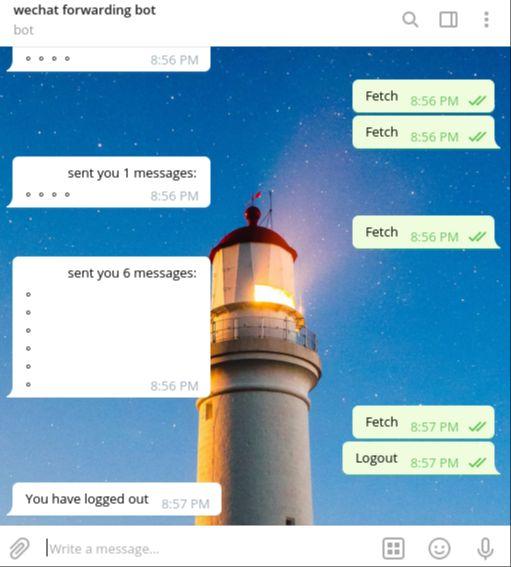 wechat forwarding bot
bot
° ° ° ° 8:56 PM
Fetch 8:56 PM
Fetch 8:56 PM
sent you 1 messages:
° ° ° ° 8:56 PM
Fetch 8:56 PM
sent you 6 messages:
°
°
°
°
°
° 8:56 PM
Fetch 8:57 PM
Logout 8:57 PM
You have logged out 8:57 PM
Write a message...